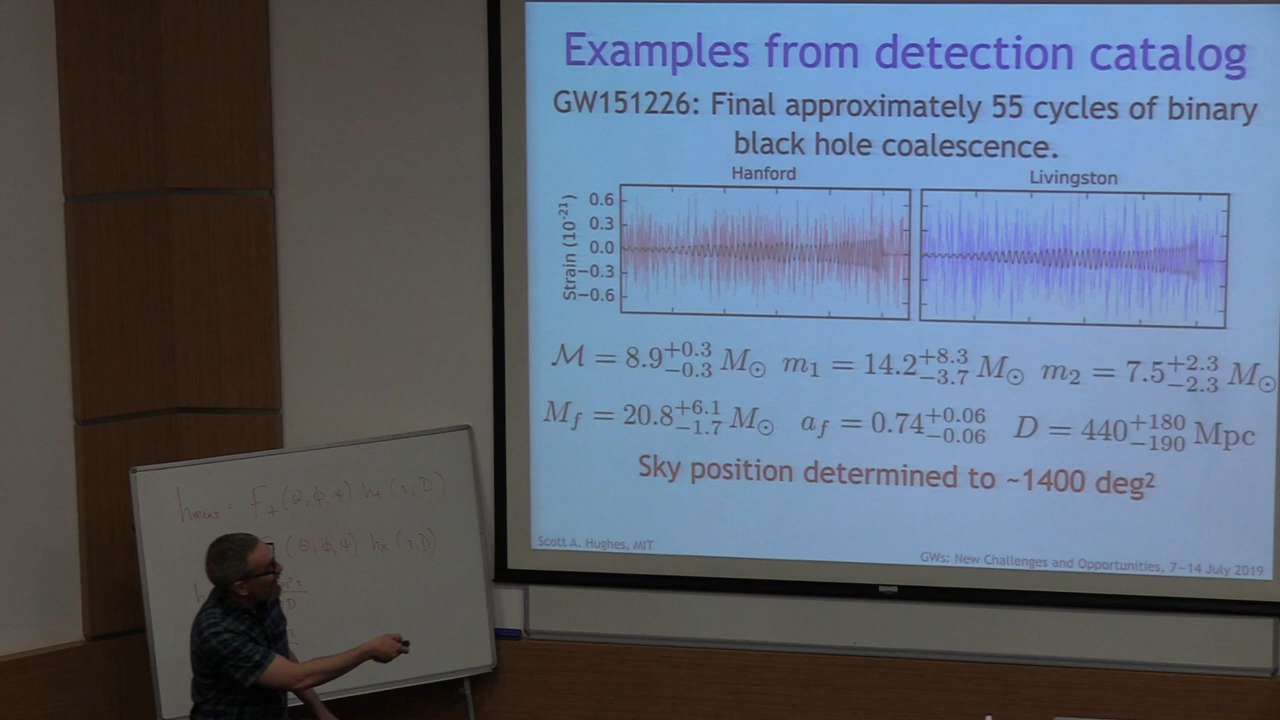 Examples from detection catalog
GW151226: Final approximately 55 cycles of binary
black hole coalescence.
Hanford Livingston
Strain (10⁻²¹)
0.6
0.3
0.0
−0.3
−0.6
ℳ = 8.9 +0.3 −0.3 M⊙ m₁ = 14.2 +8.3 −3.7 M⊙ m₂ = 7.5 +2.3 −2.3 M⊙
M_f = 20.8 +6.1 −1.7 M⊙ a_f = 0.74 +0.06 −0.06 D = 440 +180 −190 Mpc
Sky position determined to ~1400 deg²
Scott A. Hughes, MIT
GWs: New Challenges and Opportunities, 7−14 July 2019
h = F₊(θ,φ,ψ) h₊(ι,D)
(θ,φ,ψ) hₓ(ι,D)